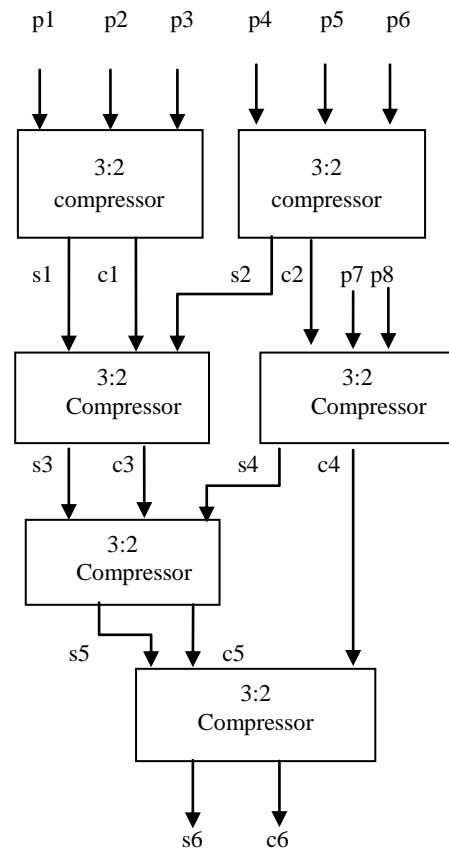 p1 p2 p3 p4 p5 p6
3:2
compressor
3:2
compressor
s1 c1 s2 c2 p7 p8
3:2
Compressor
3:2
Compressor
s3 c3 s4 c4
3:2
Compressor
s5 c5
3:2
Compressor
s6 c6